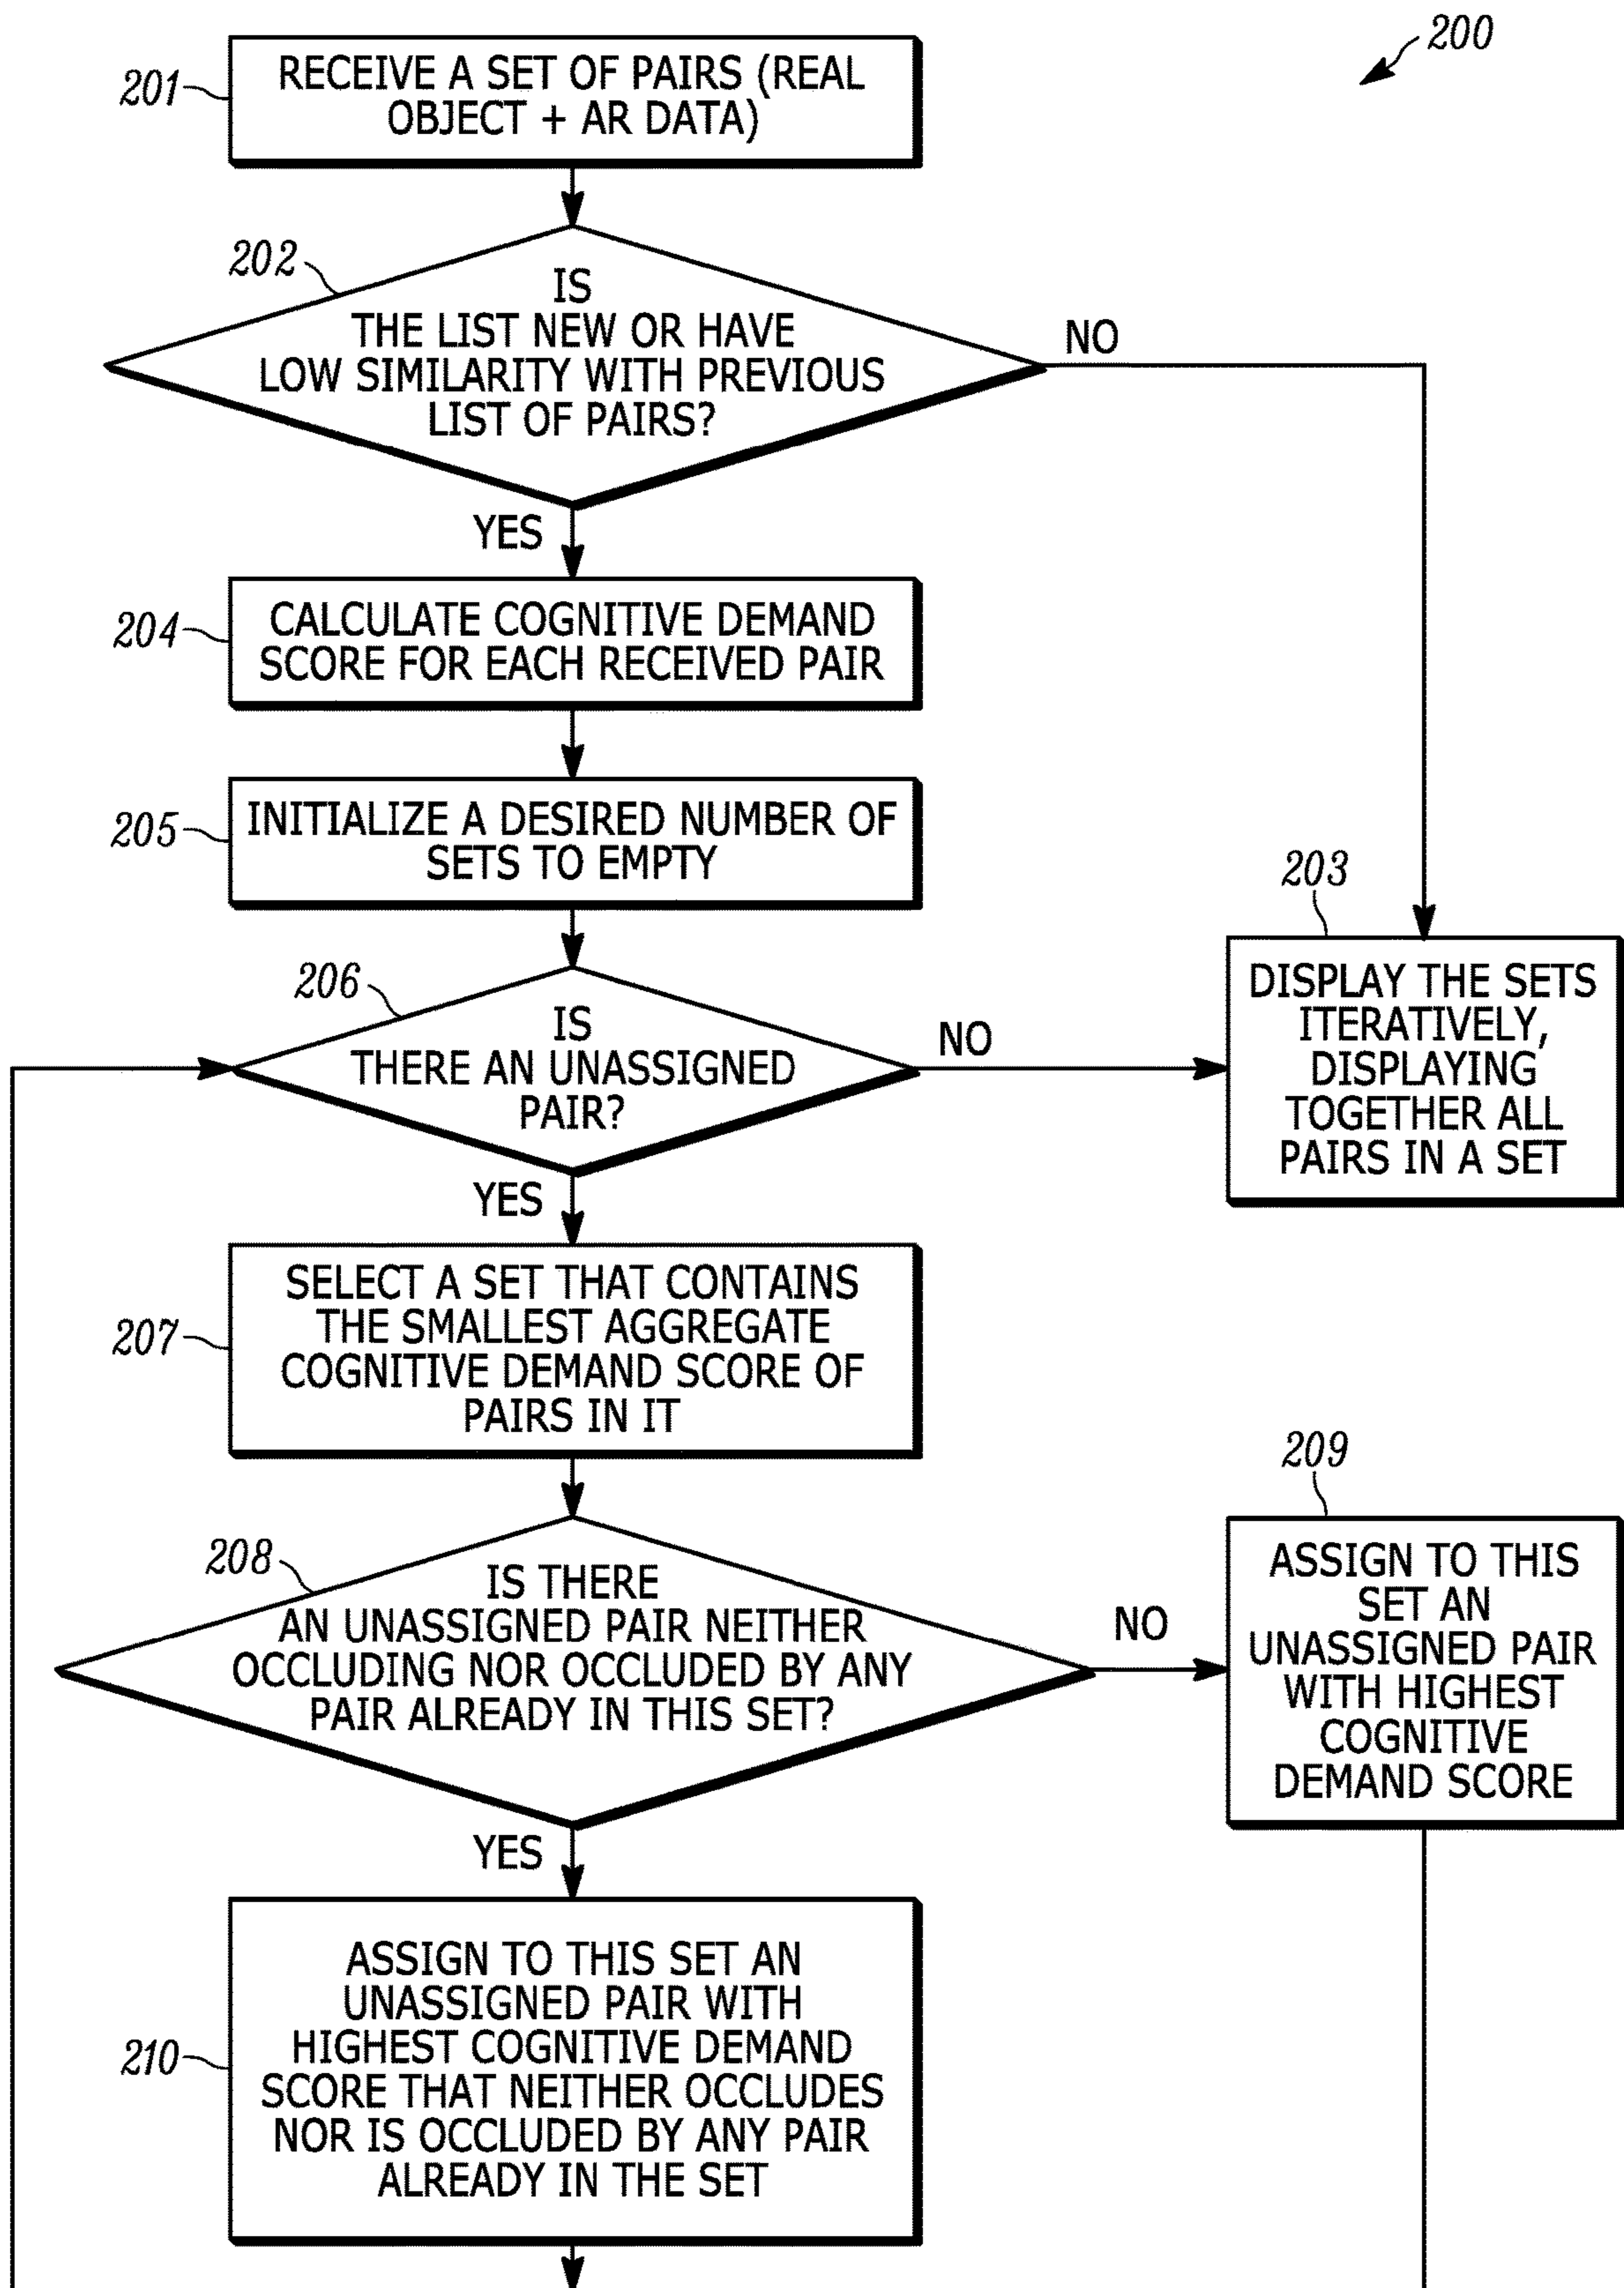 200
201
RECEIVE A SET OF PAIRS (REAL
OBJECT + AR DATA)
202
IS
THE LIST NEW OR HAVE
LOW SIMILARITY WITH PREVIOUS
LIST OF PAIRS?
NO
YES
204
CALCULATE COGNITIVE DEMAND
SCORE FOR EACH RECEIVED PAIR
205
INITIALIZE A DESIRED NUMBER OF
SETS TO EMPTY
203
DISPLAY THE SETS
ITERATIVELY,
DISPLAYING
TOGETHER ALL
PAIRS IN A SET
206
IS
THERE AN UNASSIGNED
PAIR?
NO
YES
207
SELECT A SET THAT CONTAINS
THE SMALLEST AGGREGATE
COGNITIVE DEMAND SCORE OF
PAIRS IN IT
208
IS THERE
AN UNASSIGNED PAIR NEITHER
OCCLUDING NOR OCCLUDED BY ANY
PAIR ALREADY IN THIS SET?
NO
YES
209
ASSIGN TO THIS
SET AN
UNASSIGNED PAIR
WITH HIGHEST
COGNITIVE
DEMAND SCORE
210
ASSIGN TO THIS SET AN
UNASSIGNED PAIR WITH
HIGHEST COGNITIVE DEMAND
SCORE THAT NEITHER OCCLUDES
NOR IS OCCLUDED BY ANY PAIR
ALREADY IN THE SET